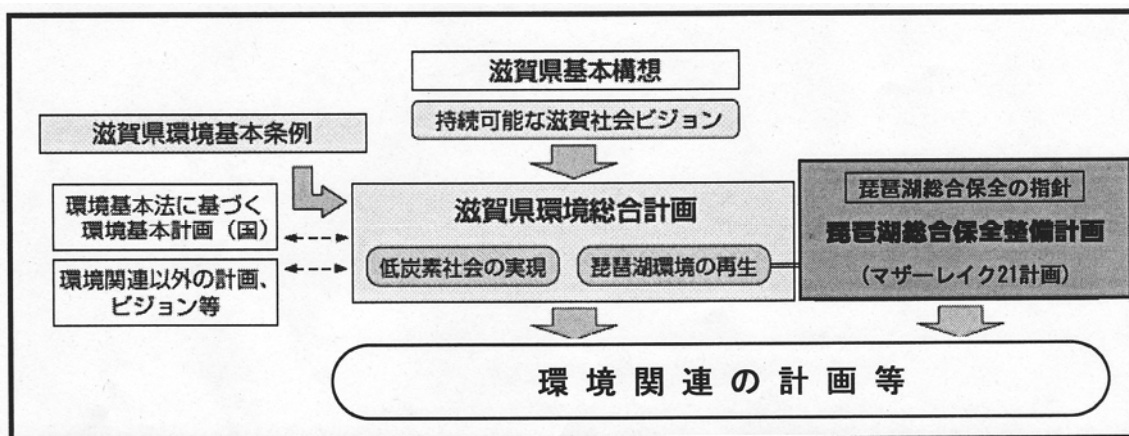 滋賀県基本構想
持続可能な滋賀社会ビジョン
滋賀県環境基本条例
環境基本法に基づく
環境基本計画（国）
環境関連以外の計画、
ビジョン等
滋賀県環境総合計画
低炭素社会の実現
琵琶湖環境の再生
琵琶湖総合保全の指針
琵琶湖総合保全整備計画
（マザーレイク21計画）
環境関連の計画等